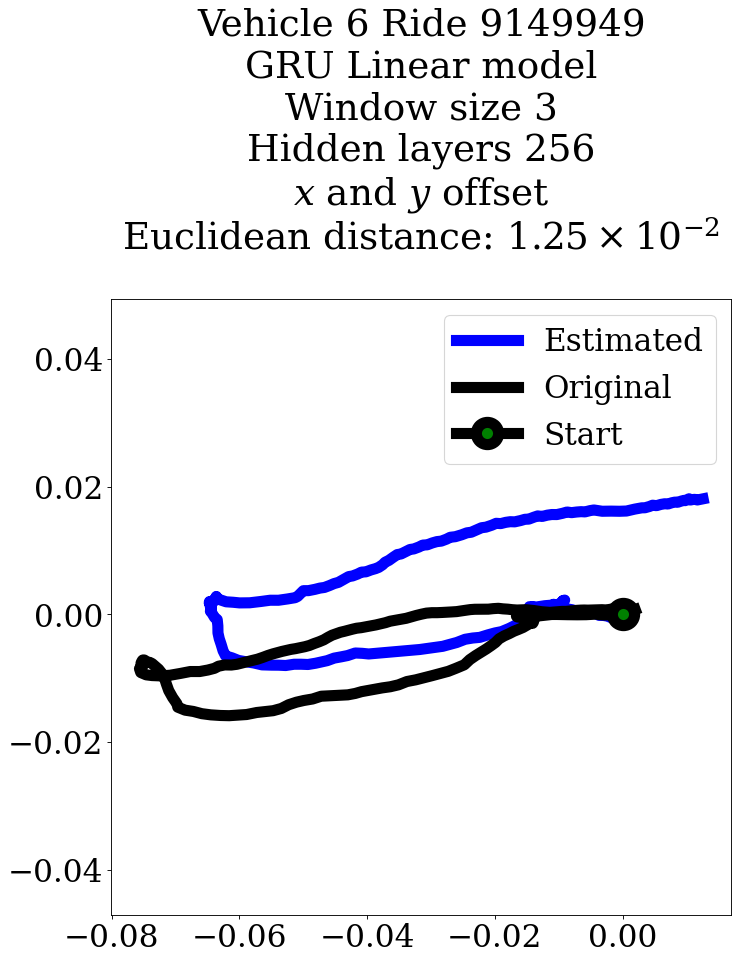 Vehicle 6 Ride 9149949
GRU Linear model
Window size 3
Hidden layers 256
x and y offset
Euclidean distance: 1.25 × 10⁻²
Estimated
Original
Start
0.04
0.02
0.00
−0.02
−0.04
−0.08 −0.06 −0.04 −0.02 0.00